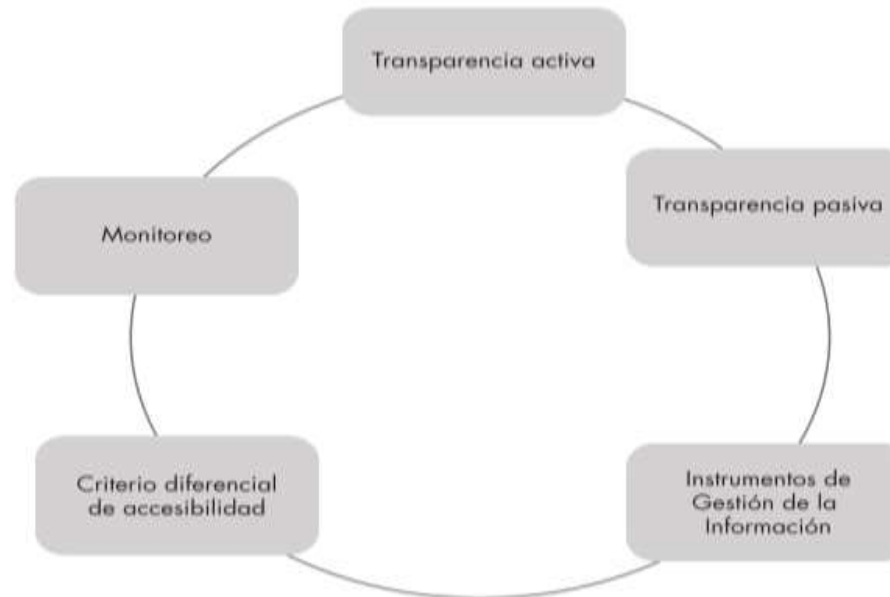 Transparencia activa
Transparencia pasiva
Instrumentos de
Gestión de la
Información
Criterio diferencial
de accesibilidad
Monitoreo